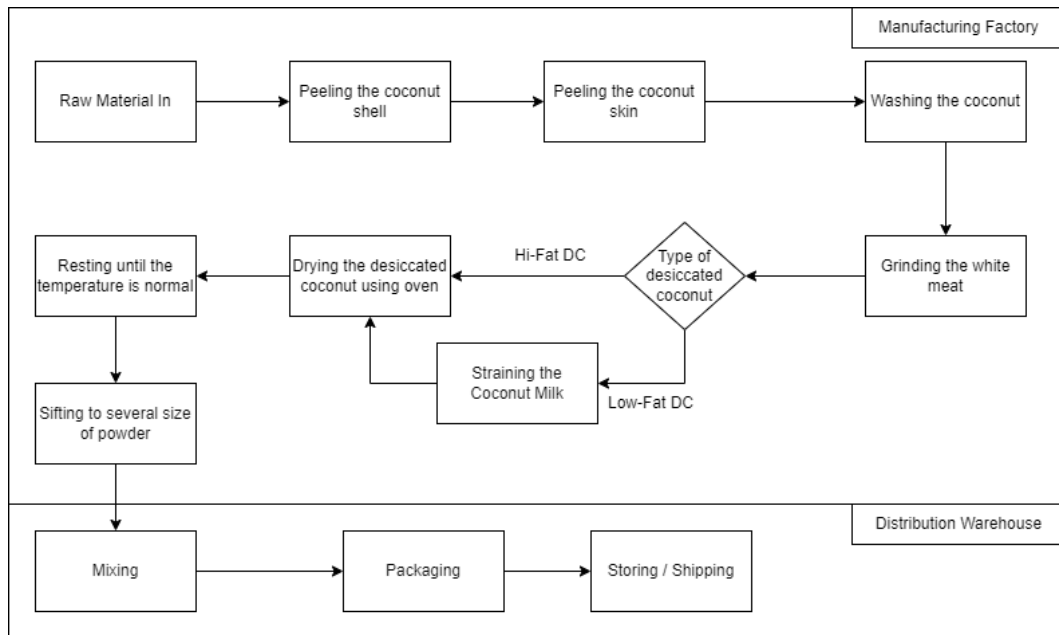 Manufacturing Factory
Raw Material In
Peeling the coconut
shell
Peeling the coconut
skin
Washing the coconut
Grinding the white
meat
Type of
desiccated
coconut
Hi-Fat DC
Low-Fat DC
Straining the
Coconut Milk
Drying the desiccated
coconut using oven
Resting until the
temperature is normal
Sifting to several size
of powder
Distribution Warehouse
Mixing
Packaging
Storing / Shipping